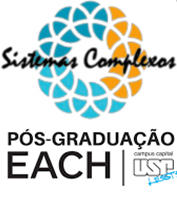 Sistemas Complexos
PÓS-GRADUAÇÃO
EACH
campus capital
USP